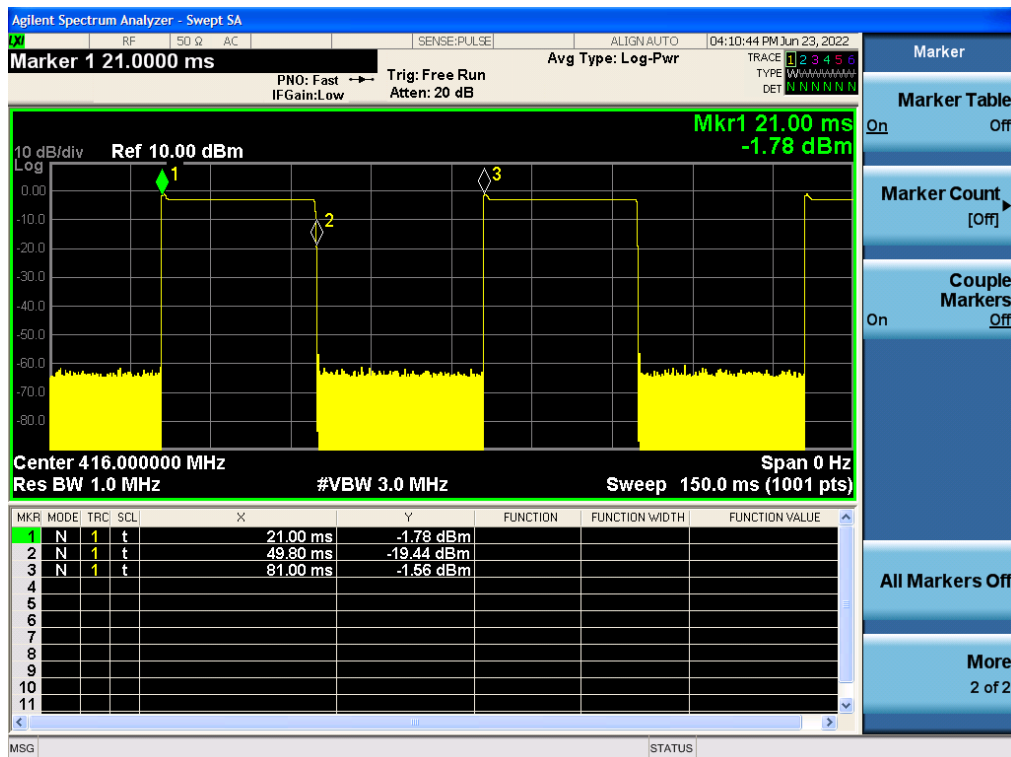 Agilent Spectrum Analyzer - Swept SA
LXI RF 50 Ω AC SENSE:PULSE ALIGN AUTO 04:10:44 PM Jun 23, 2022
Marker 1 21.0000 ms
PNO: Fast
IFGain:Low
Trig: Free Run
Atten: 20 dB
Avg Type: Log-Pwr
TRACE 1 2 3 4 5 6
TYPE WWWWWWWW
DET N N N N N N
Mkr1 21.00 ms
-1.78 dBm
10 dB/div Ref 10.00 dBm
Log
1
2
3
0.00
-10.0
-20.0
-30.0
-40.0
-50.0
-60.0
-70.0
-80.0
Center 416.000000 MHz Span 0 Hz
Res BW 1.0 MHz #VBW 3.0 MHz Sweep 150.0 ms (1001 pts)
MKR MODE TRC SCL X Y FUNCTION FUNCTION WIDTH FUNCTION VALUE
1 N 1 t 21.00 ms -1.78 dBm
2 N 1 t 49.80 ms -19.44 dBm
3 N 1 t 81.00 ms -1.56 dBm
4
5
6
7
8
9
10
11
MSG STATUS
Marker
Marker Table
On Off
Marker Count
[Off]
Couple
Markers
On Off
All Markers Off
More
2 of 2